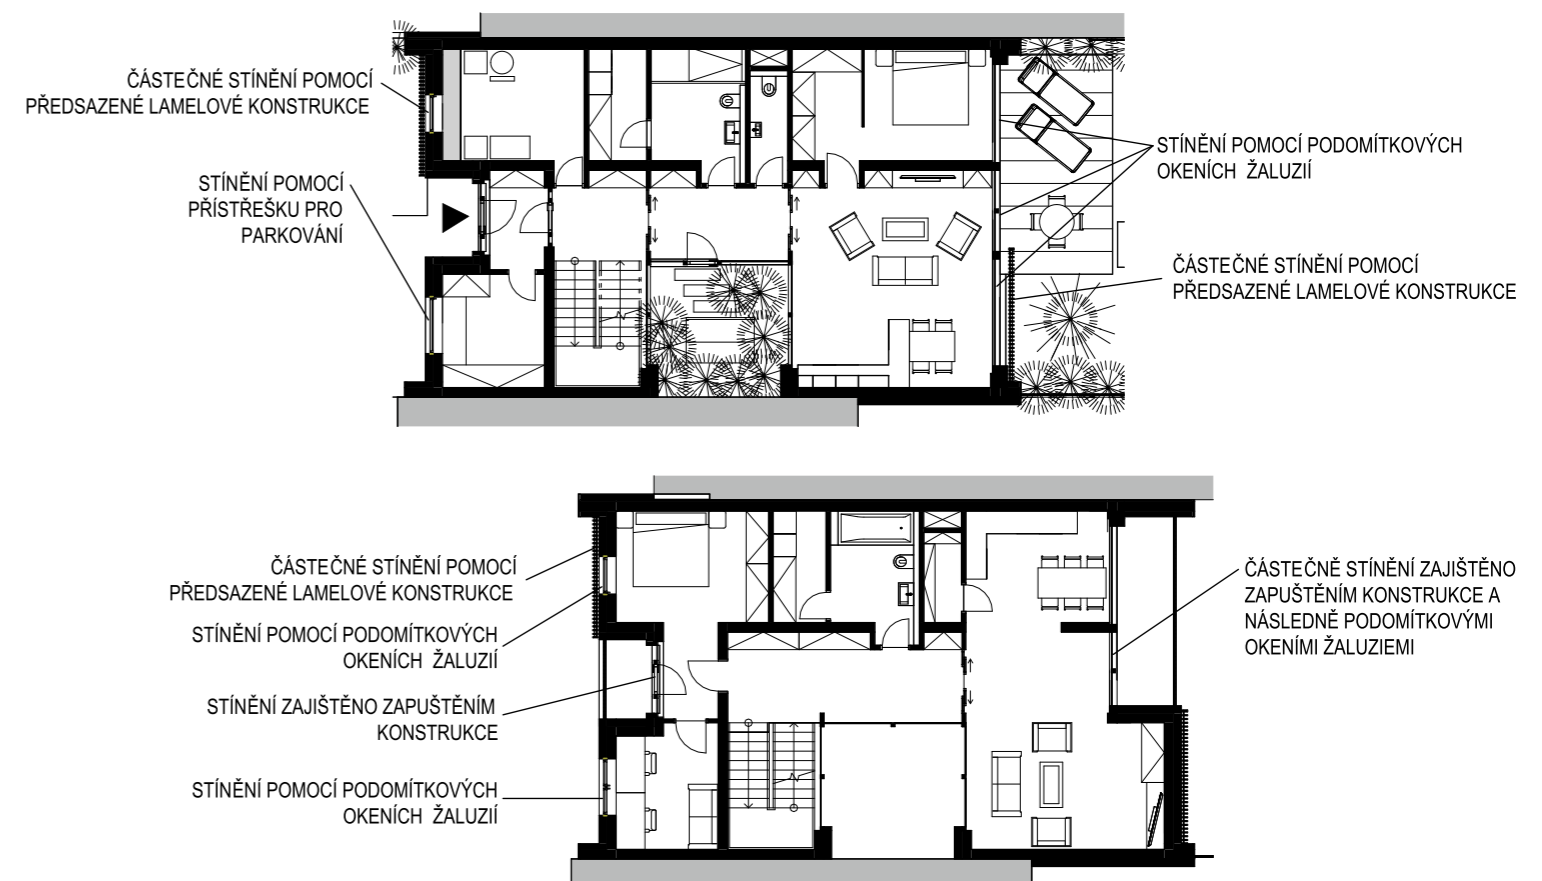 ČÁSTEČNÉ STÍNĚNÍ POMOCÍ
PŘEDSAZENÉ LAMELOVÉ KONSTRUKCE
STÍNĚNÍ POMOCÍ
PŘÍSTŘEŠKU PRO
PARKOVÁNÍ
STÍNĚNÍ POMOCÍ PODOMÍTKOVÝCH
OKENÍCH ŽALUZIÍ
ČÁSTEČNÉ STÍNĚNÍ POMOCÍ
PŘEDSAZENÉ LAMELOVÉ KONSTRUKCE
ČÁSTEČNÉ STÍNĚNÍ POMOCÍ
PŘEDSAZENÉ LAMELOVÉ KONSTRUKCE
STÍNĚNÍ POMOCÍ PODOMÍTKOVÝCH
OKENÍCH ŽALUZIÍ
STÍNĚNÍ ZAJIŠTĚNO ZAPUŠTĚNÍM
KONSTRUKCE
STÍNĚNÍ POMOCÍ PODOMÍTKOVÝCH
OKENÍCH ŽALUZIÍ
ČÁSTEČNĚ STÍNĚNÍ ZAJIŠTĚNO
ZAPUŠTĚNÍM KONSTRUKCE A
NÁSLEDNĚ PODOMÍTKOVÝMI
OKENÍMI ŽALUZIEMI